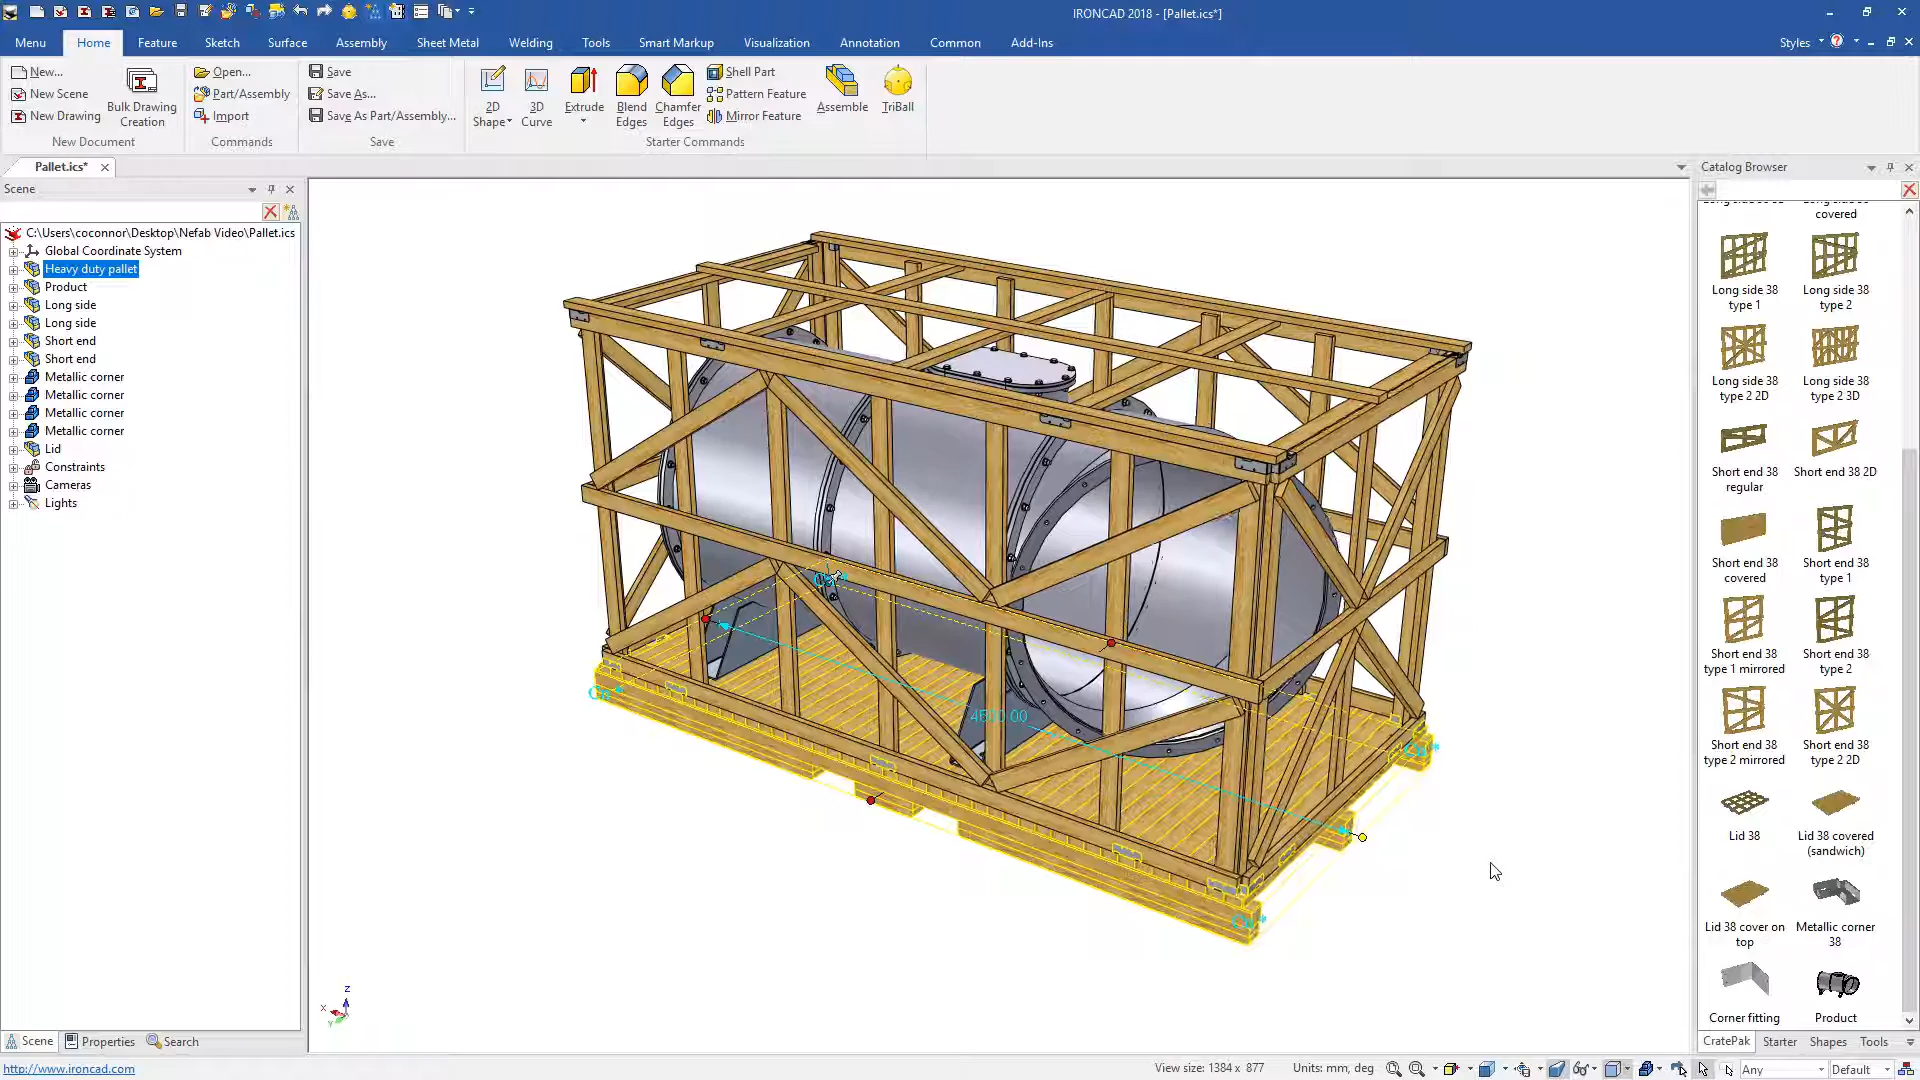 IRONCAD 2018 - [Pallet.ics*]
Menu Home Feature Sketch Surface Assembly Sheet Metal Welding Tools Smart Markup Visualization Annotation Common Add-Ins Styles
New... Open... Save Shell Part
New Scene Part/Assembly Save As... Pattern Feature
New Drawing Import Save As Part/Assembly... Mirror Feature
Bulk Drawing Creation
2D Shape 3D Curve Extrude Blend Edges Chamfer Edges Assemble TriBall
New Document Commands Save Starter Commands
Pallet.ics*
Scene
C:\Users\coconnor\Desktop\Nefab Video\Pallet.ics
Global Coordinate System
Heavy duty pallet
Product
Long side
Long side
Short end
Short end
Metallic corner
Metallic corner
Metallic corner
Metallic corner
Lid
Constraints
Cameras
Lights
Scene Properties Search
Z
X
Y
Catalog Browser
covered
Long side 38 type 1
Long side 38 type 2
Long side 38 type 2 2D
Long side 38 type 2 3D
Short end 38 regular
Short end 38 2D
Short end 38 covered
Short end 38 type 1
Short end 38 type 1 mirrored
Short end 38 type 2
Short end 38 type 2 mirrored
Short end 38 type 2 2D
Lid 38
Lid 38 covered (sandwich)
Lid 38 cover on top
Metallic corner 38
Corner fitting
Product
CratePak Starter Shapes Tools
http://www.ironcad.com
View size: 1384 x 877 Units: mm, deg Any Default